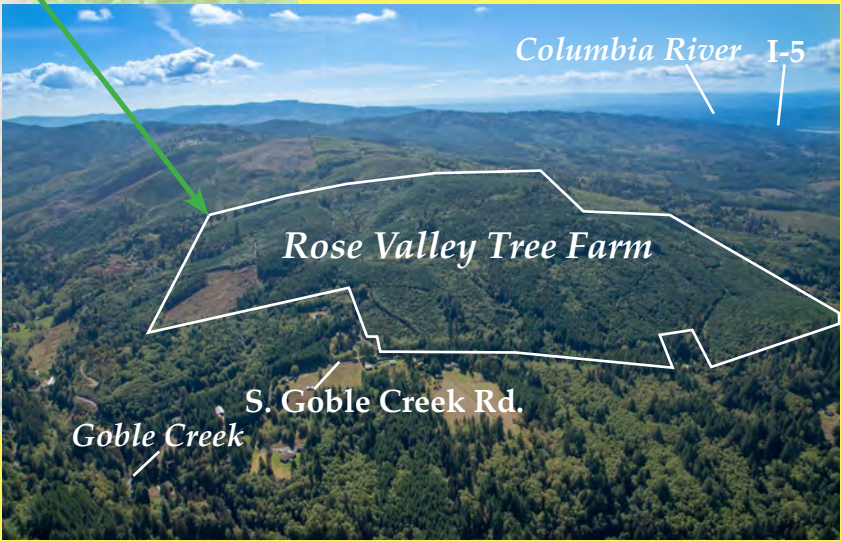 Columbia River I-5
Rose Valley Tree Farm
S. Goble Creek Rd.
Goble Creek